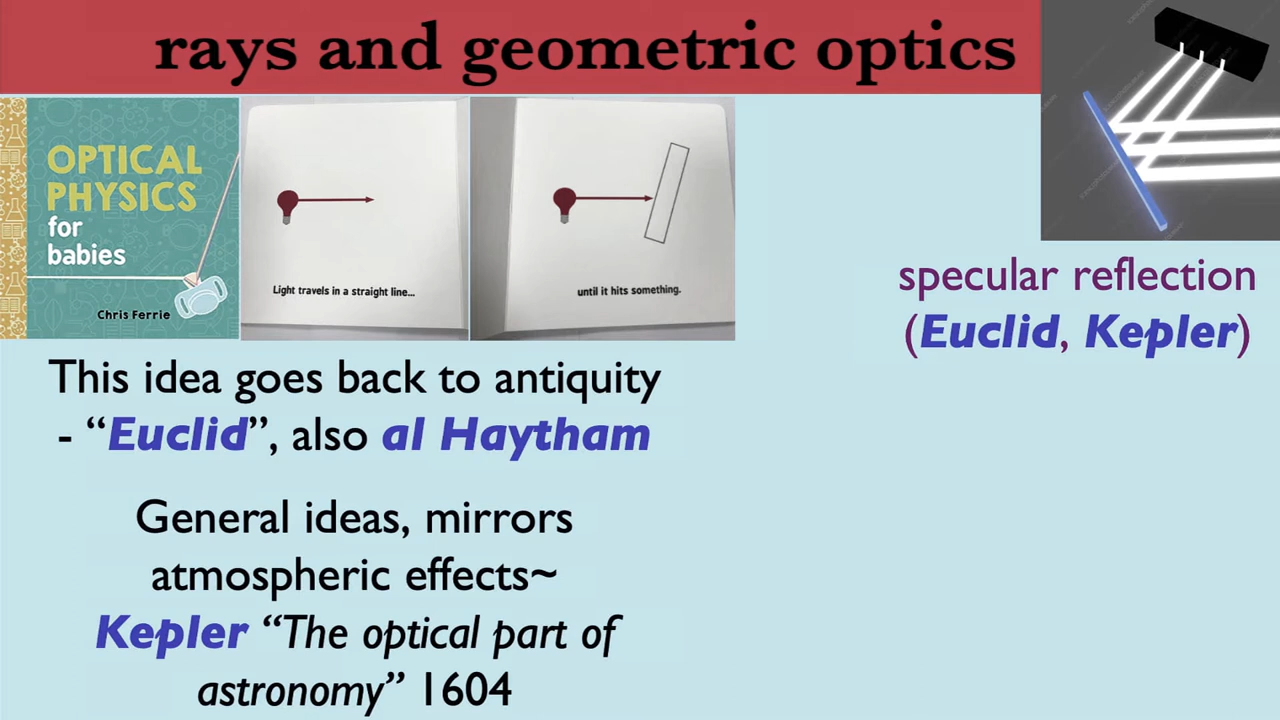 rays and geometric optics
OPTICAL
PHYSICS
for
babies
Chris Ferrie
Light travels in a straight line...
until it hits something.
specular reflection
(Euclid, Kepler)
This idea goes back to antiquity
- “Euclid”, also al Haytham
General ideas, mirrors
atmospheric effects~
Kepler “The optical part of
astronomy” 1604